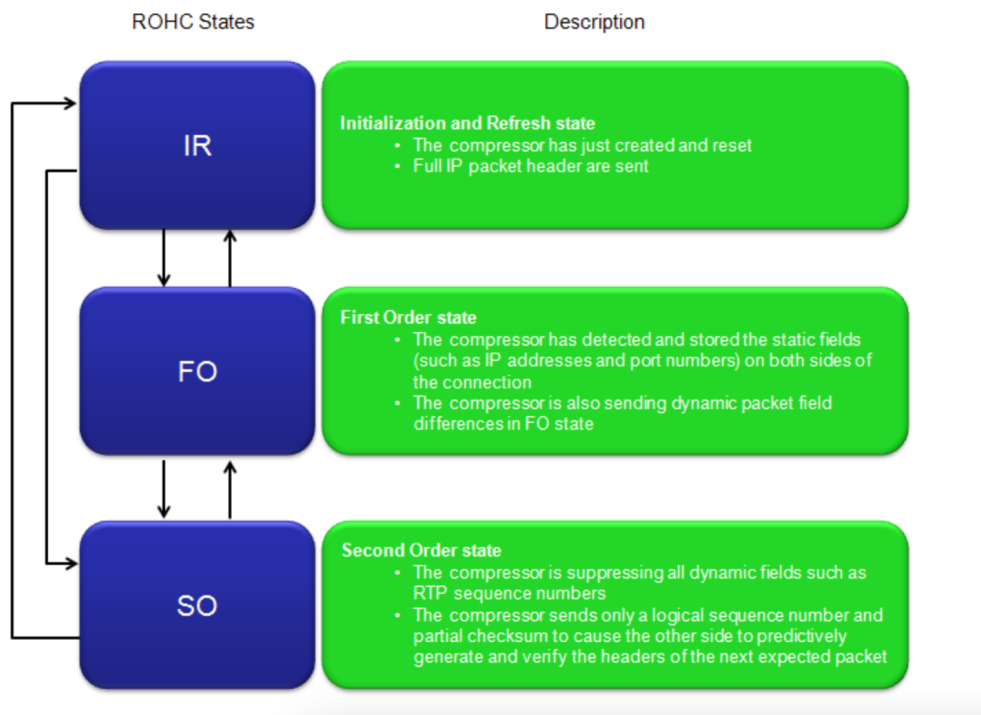 ROHC States
Description
IR
Initialization and Refresh state
• The compressor has just created and reset
• Full IP packet header are sent
FO
First Order state
• The compressor has detected and stored the static fields
(such as IP addresses and port numbers) on both sides of
the connection
• The compressor is also sending dynamic packet field
differences in FO state
SO
Second Order state
• The compressor is suppressing all dynamic fields such as
RTP sequence numbers
• The compressor sends only a logical sequence number and
partial checksum to cause the other side to predictively
generate and verify the headers of the next expected packet